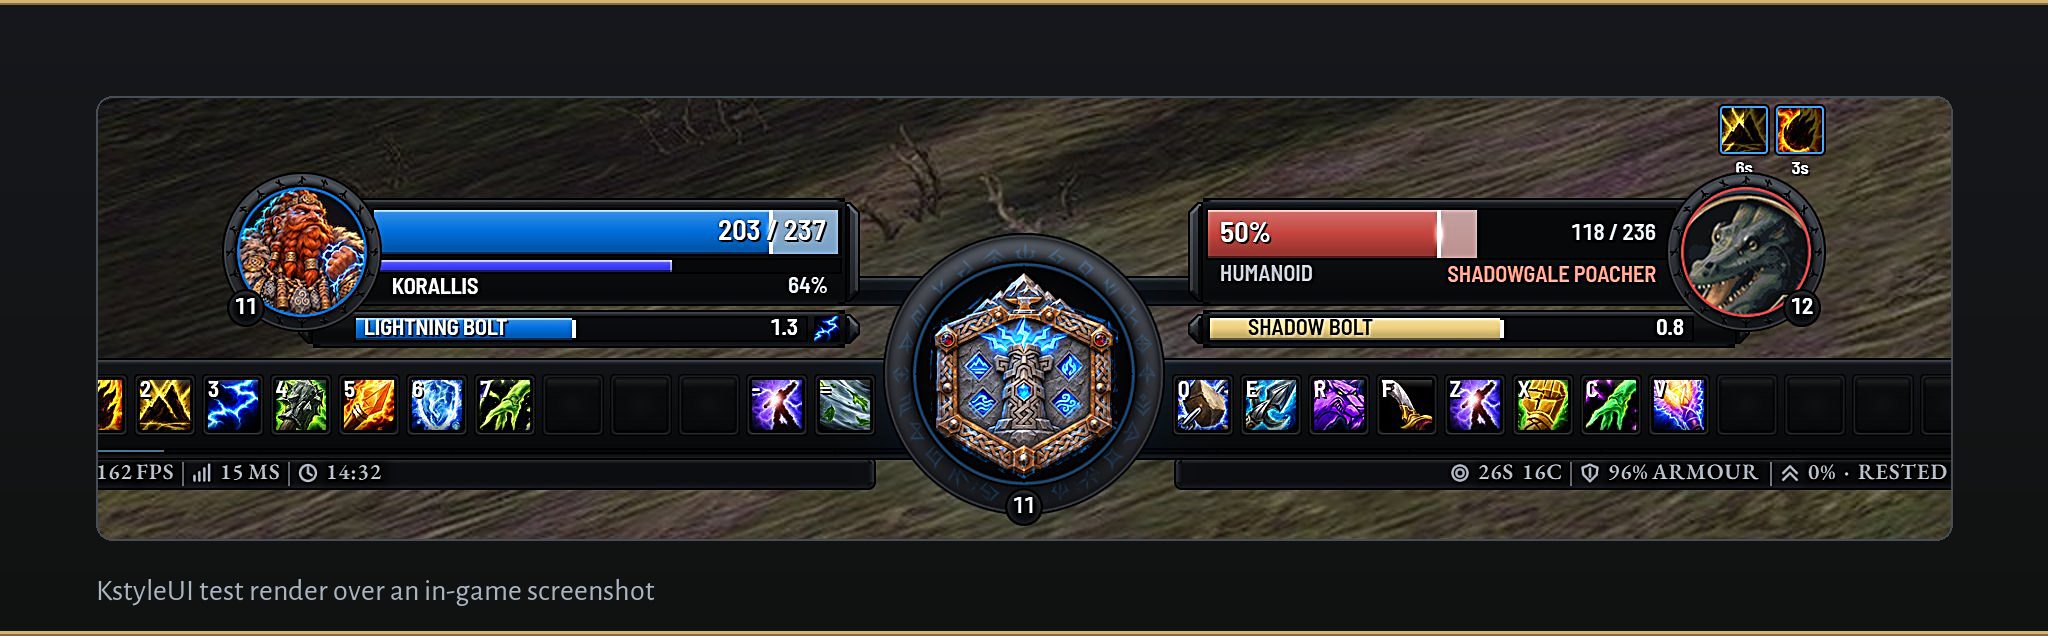 6s 3s
203 / 237
50% 118 / 236
KORALLIS 64%
HUMANOID SHADOWGALE POACHER
11
12
LIGHTNING BOLT 1.3
SHADOW BOLT 0.8
2 3 4 5 6 7 - =
Q E R F Z X C V
162 FPS | 15 MS | 14:32
26S 16C | 96% ARMOUR | 0% · RESTED
11
KstyleUI test render over an in-game screenshot